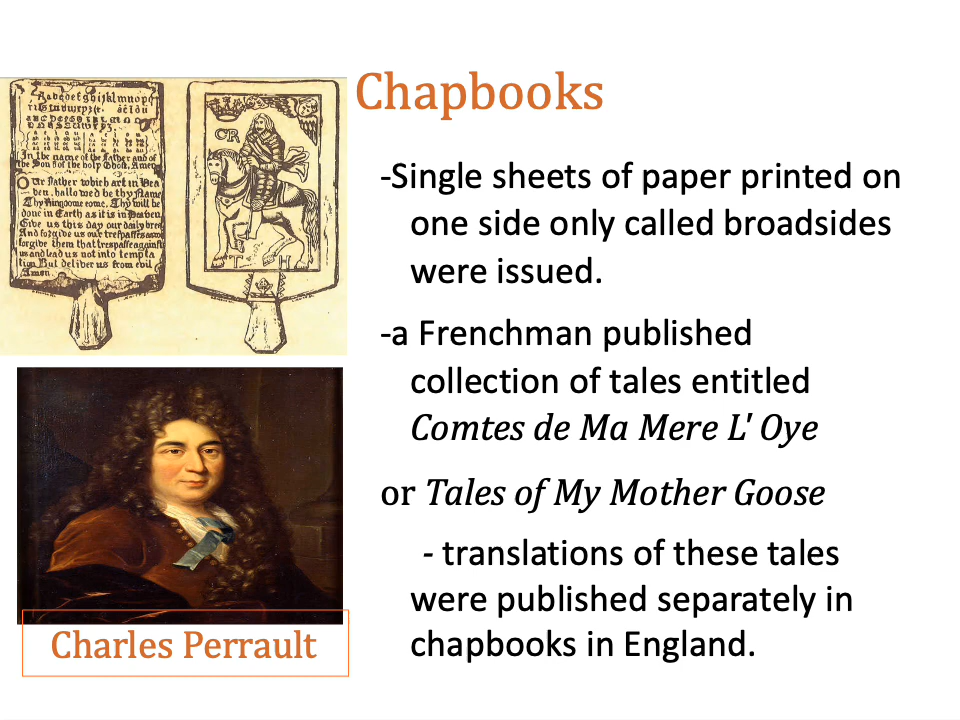 Chapbooks
-Single sheets of paper printed on
one side only called broadsides
were issued.
-a Frenchman published
collection of tales entitled
Comtes de Ma Mere L' Oye
or Tales of My Mother Goose
- translations of these tales
were published separately in
chapbooks in England.
In the name of the Father and of
the Son & of the holy Ghost, Amen
Our Father which art in Hea
ven, hallowed be thy Name
Thy Kingdome come, Thy will be
done in Earth as it is in Heaven.
Give us this day our daily bre
And forgive us our trespasses
forgive them that trespasse against
us and lead us not into tempta
tion But deliver us from evil
Amen.
CR
T H
Charles Perrault